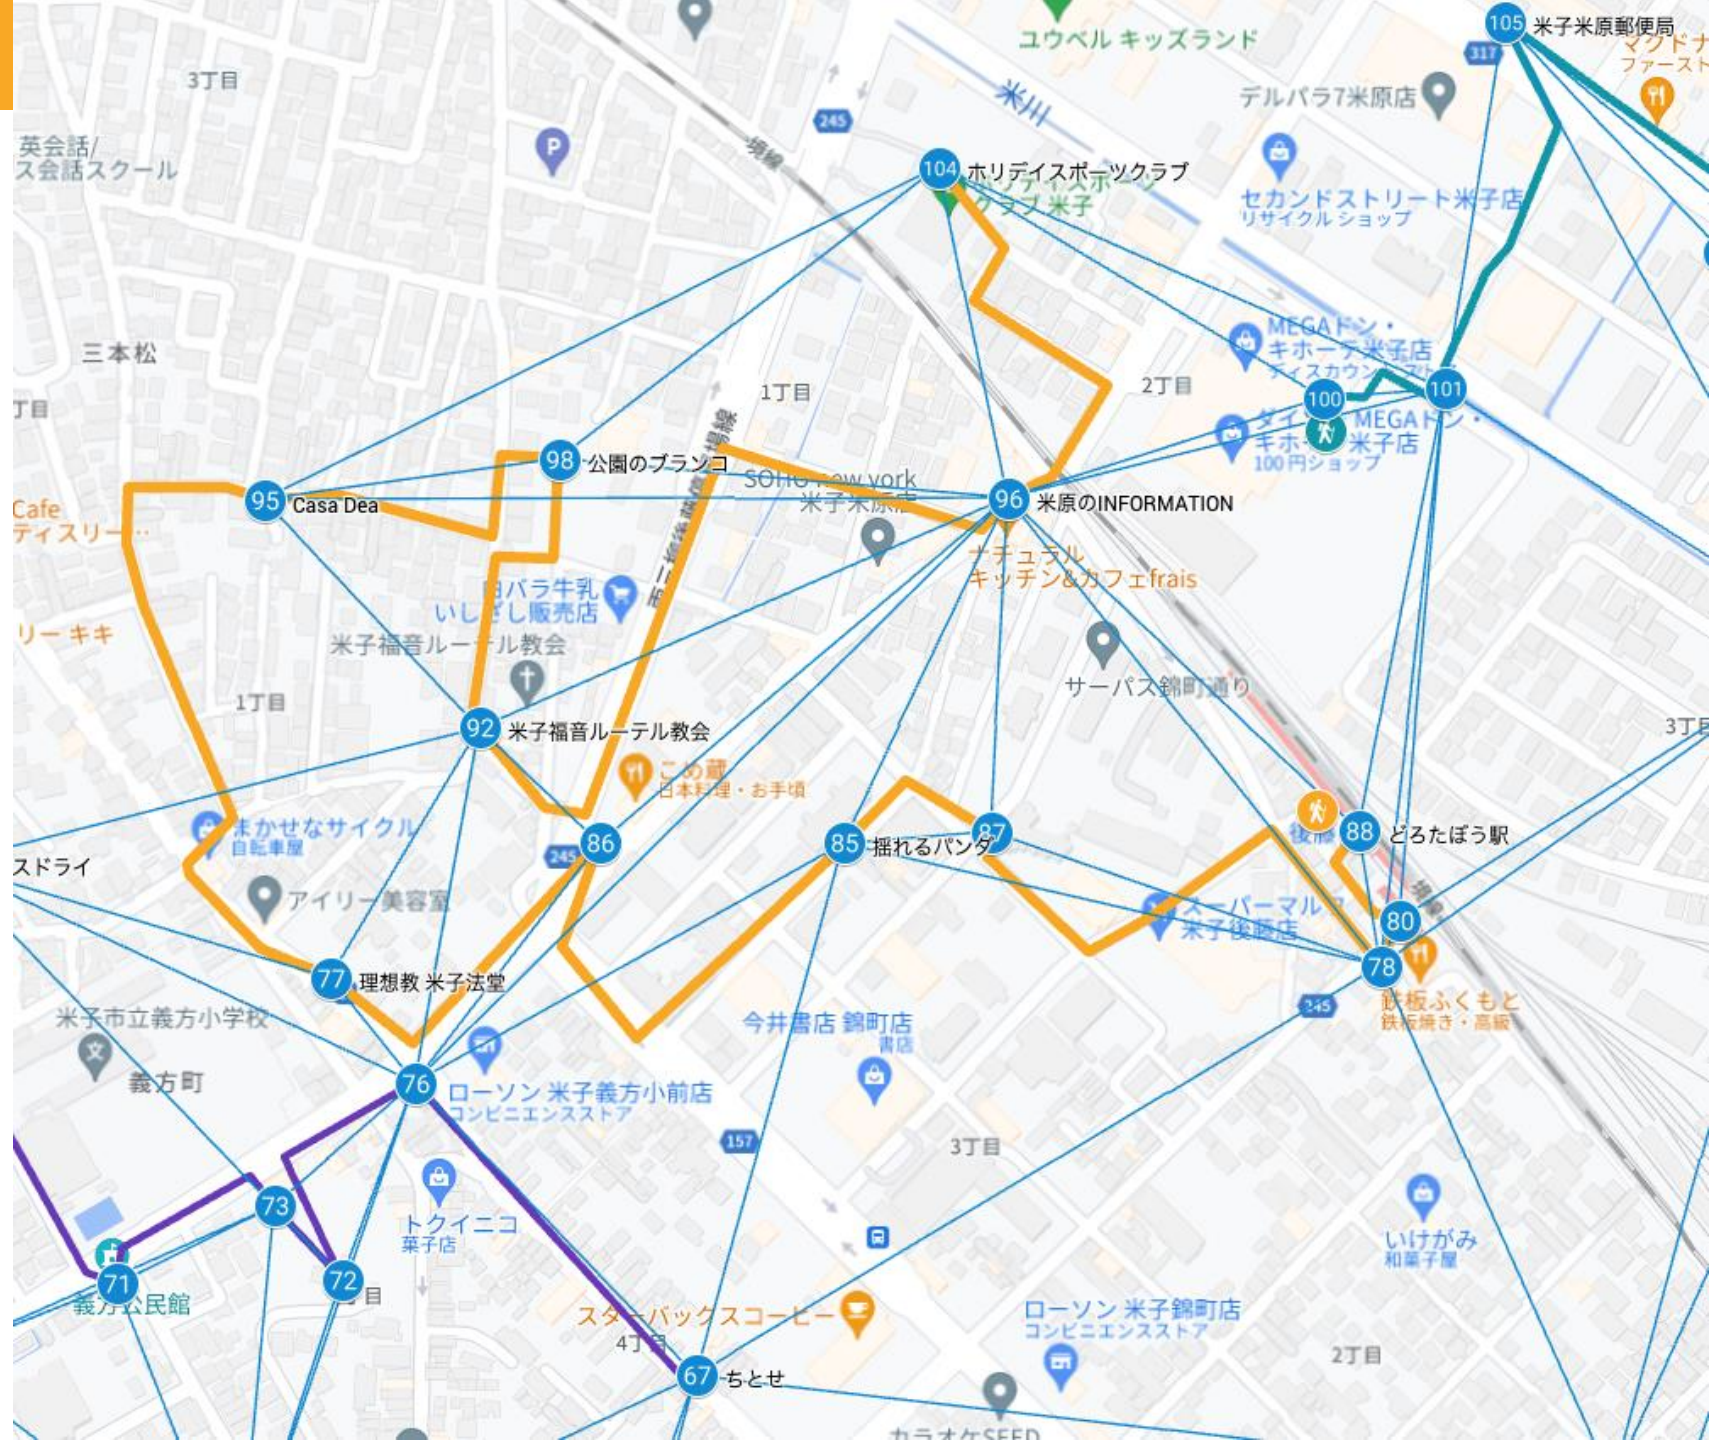 105 米子米原郵便局
マクドナ
ファースト
317
ユウベル キッズランド
3丁目
デルパラ7米原店
米川
245
境線
英会話/
ス会話スクール
P
104 ホリデイスポーツクラブ
ホリデイスポーツ
クラブ 米子
セカンドストリート米子店
リサイクル ショップ
三本松
MEGAドン・
キホーテ米子店
1丁目
2丁目
丁目
100
101
MEGAドン・
キホーテ 米子店
100 円ショップ
98 公園のブランコ
95 Casa Dea
SOHO new york
米子米原店
96 米原のINFORMATION
Cafe
ティスリー…
ナチュラル
キッチン&カフェfrais
白バラ牛乳
いしざし販売店
リー キキ
米子福音ルーテル教会
サーパス錦町通り
1丁目
92 米子福音ルーテル教会
3丁目
こめ蔵
日本料理・お手頃
まかせなサイクル
自転車屋
86
245
85 揺れるパンダ
87
後藤
88 どろたぼう駅
スドライ
アイリー美容室
スーパーマルワ
米子後藤店
境線
80
77 理想教 米子法堂
78
245
鉄板ふくもと
鉄板焼き・高級
米子市立義方小学校
文
今井書店 錦町店
書店
義方町
76
ローソン 米子義方小前店
コンビニエンスストア
157
3丁目
73
トクイニコ
菓子店
いけがみ
和菓子屋
71
義方公民館
72
丁目
スターバックスコーヒー
4丁目
ローソン 米子錦町店
コンビニエンスストア
2丁目
67 ちとせ
カラオケSEED